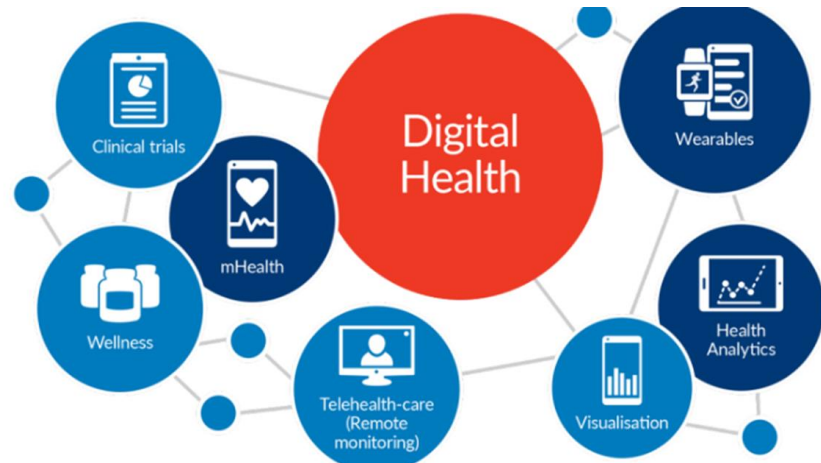 Digital
Health
Clinical trials
mHealth
Wearables
Wellness
Telehealth-care
(Remote
monitoring)
Visualisation
Health
Analytics